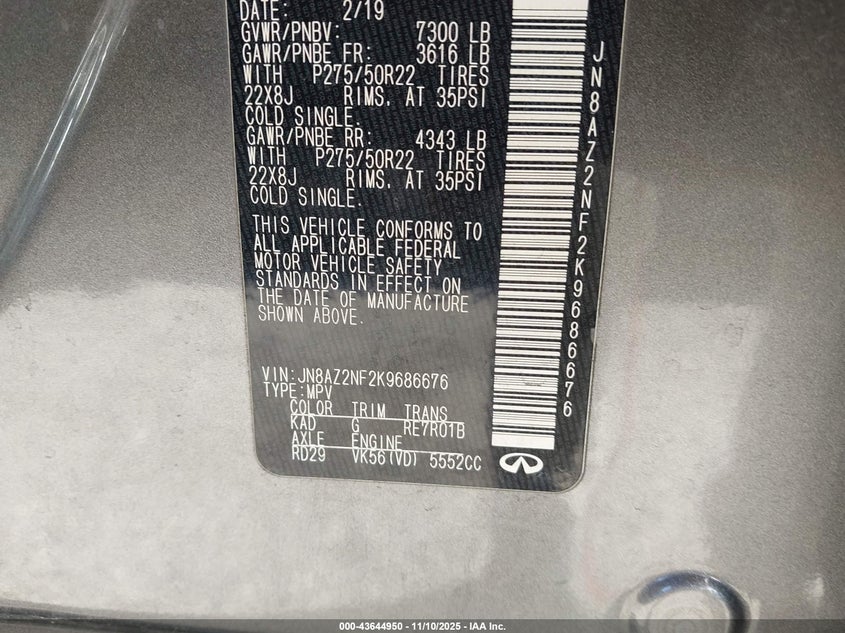 DATE: 2/19
GVWR/PNBV: 7300 LB
GAWR/PNBE FR: 3616 LB
WITH P275/50R22 TIRES
22X8J RIMS. AT 35PSI
COLD SINGLE.
GAWR/PNBE RR: 4343 LB
WITH P275/50R22 TIRES
22X8J RIMS. AT 35PSI
COLD SINGLE.
THIS VEHICLE CONFORMS TO
ALL APPLICABLE FEDERAL
MOTOR VEHICLE SAFETY
STANDARDS IN EFFECT ON
THE DATE OF MANUFACTURE
SHOWN ABOVE.
VIN:JN8AZ2NF2K9686676
TYPE:MPV
COLOR TRIM TRANS
KAD G RE7R01B
AXLE ENGINE
RD29 VK56(VD) 5552CC
JN8AZ2NF2K9686676
000-43644950 - 11/10/2025 - IAA Inc.